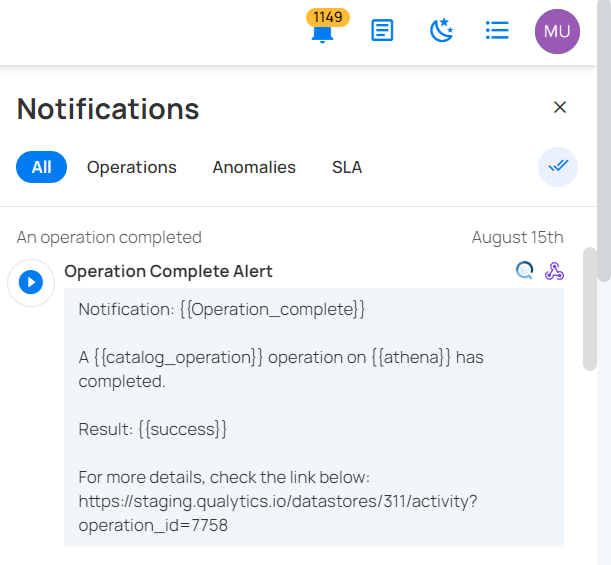 1149
MU
Notifications
All Operations Anomalies SLA
An operation completed August 15th
Operation Complete Alert
Notification: {{Operation_complete}}
A {{catalog_operation}} operation on {{athena}} has
completed.
Result: {{success}}
For more details, check the link below:
https://staging.qualytics.io/datastores/311/activity?
operation_id=7758